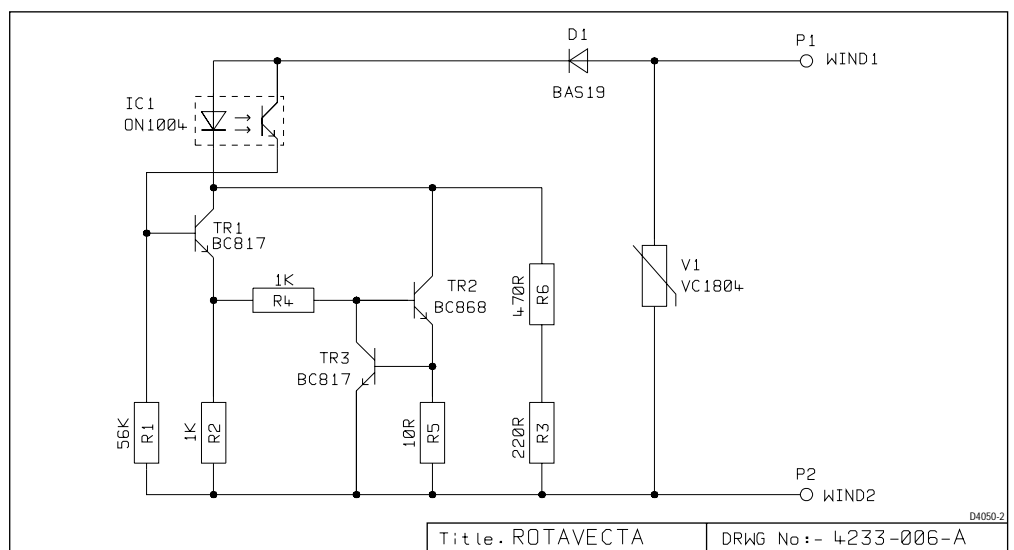 D1
BAS19
P1
WIND1
IC1
ON1004
TR1
BC817
1K
R4
TR2
BC868
TR3
BC817
470R
R6
V1
VC1804
56K
R1
1K
R2
10R
R5
220R
R3
P2
WIND2
D4050-2
Title. ROTAVECTA
DRWG No:- 4233-006-A